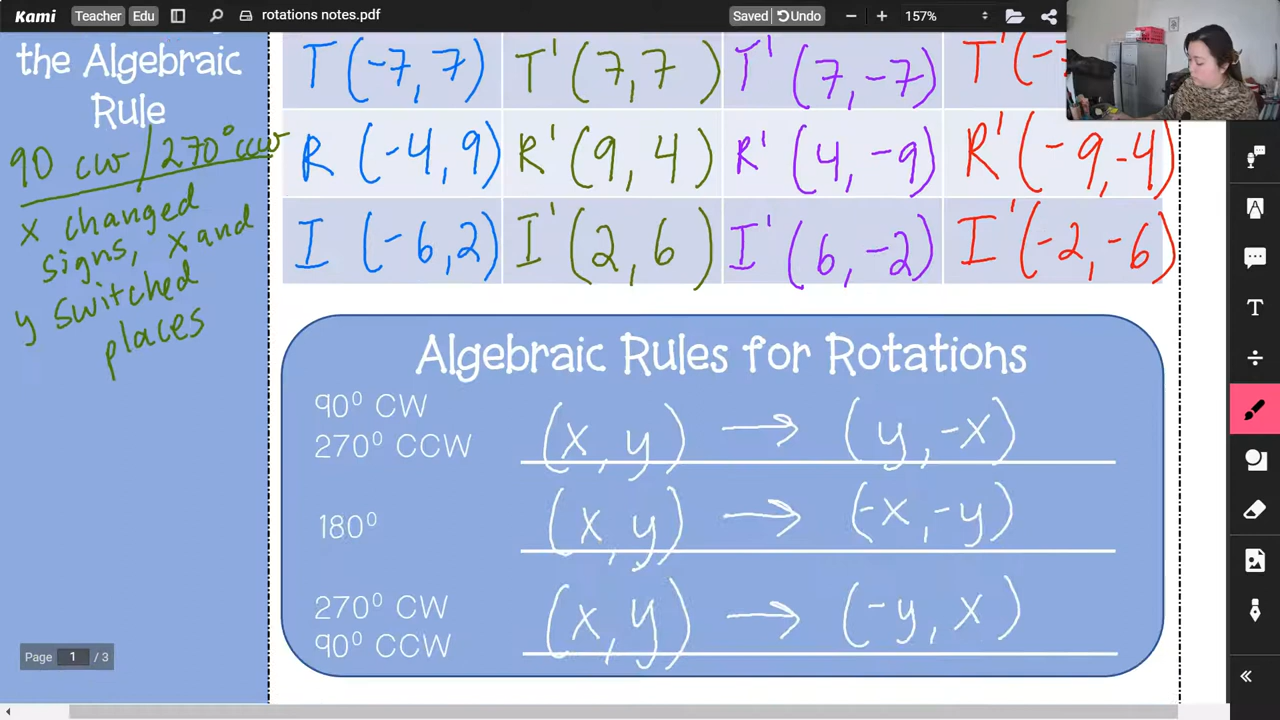 Kami Teacher Edu rotations notes.pdf Saved Undo 157%
the Algebraic
Rule
90 cw / 270° ccw
x changed
signs, x and
y switched
places
T (-7, 7) T' (7, 7) T' (7, -7) T' (-7
R (-4, 9) R' (9, 4) R' (4, -9) R' (-9, -4)
I (-6, 2) I' (2, 6) I' (6, -2) I' (-2, -6)
Algebraic Rules for Rotations
90° CW
270° CCW (x, y) → (y, -x)
180° (x, y) → (-x, -y)
270° CW
90° CCW (x, y) → (-y, x)
Page 1 / 3